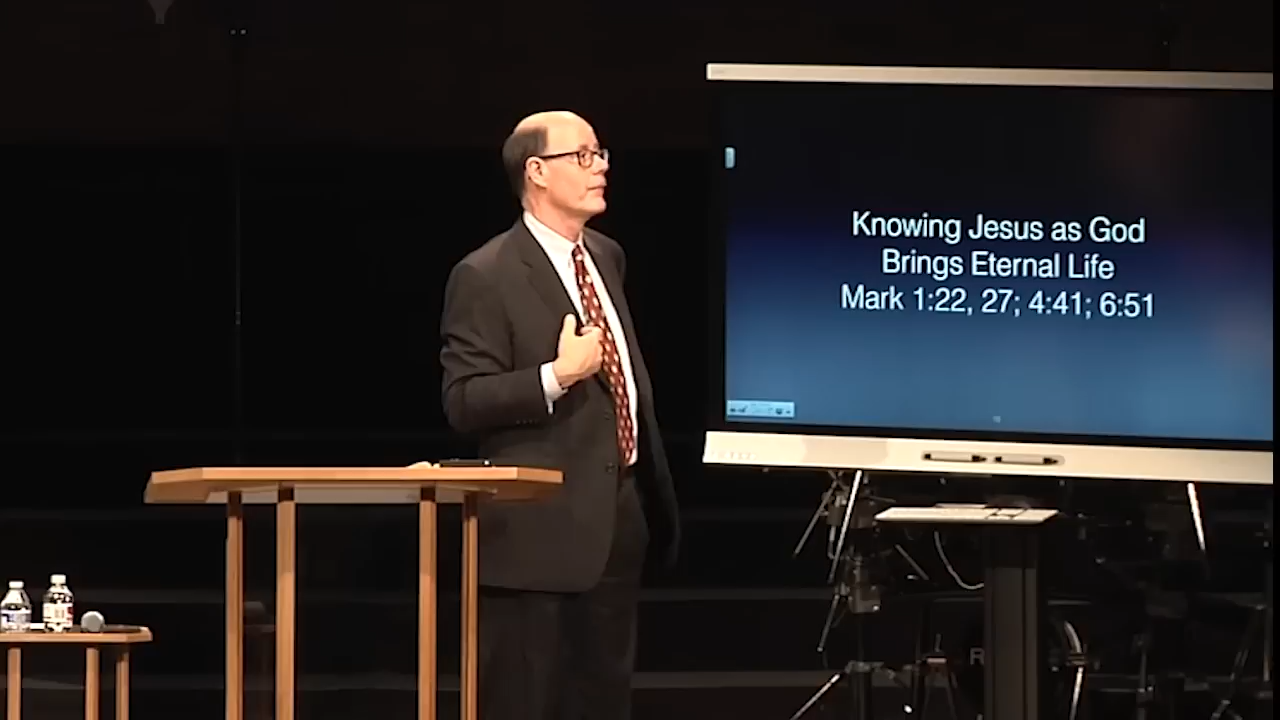 Knowing Jesus as God
Brings Eternal Life
Mark 1:22, 27; 4:41; 6:51